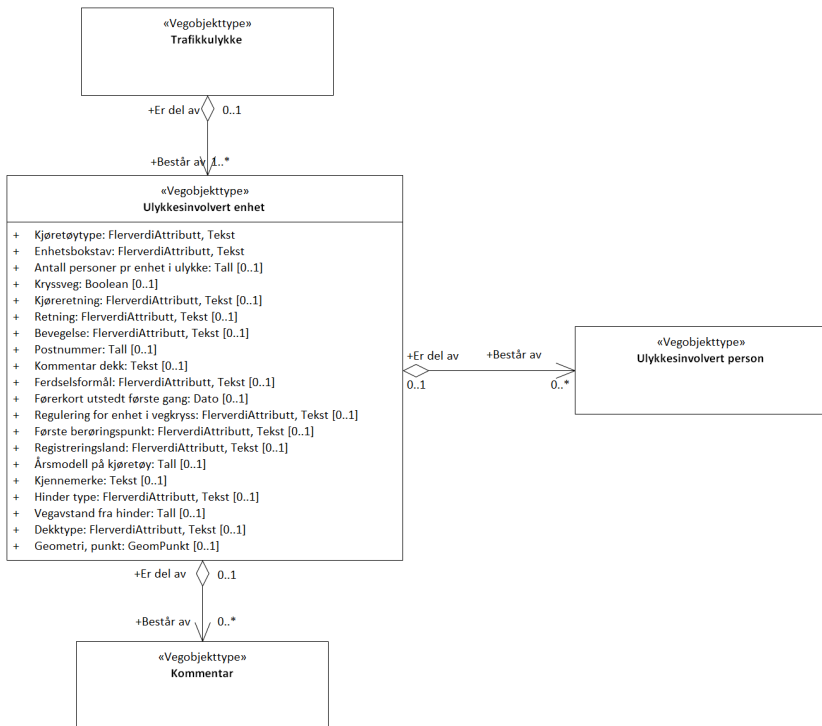 «Vegobjekttype»
Trafikkulykke
+Er del av 0..1
+Består av 1..*
«Vegobjekttype»
Ulykkesinvolvert enhet
+ Kjøretøytype: FlerverdiAttributt, Tekst
+ Enhetsbokstav: FlerverdiAttributt, Tekst
+ Antall personer pr enhet i ulykke: Tall [0..1]
+ Kryssveg: Boolean [0..1]
+ Kjøreretning: FlerverdiAttributt, Tekst [0..1]
+ Retning: FlerverdiAttributt, Tekst [0..1]
+ Bevegelse: FlerverdiAttributt, Tekst [0..1]
+ Postnummer: Tall [0..1]
+ Kommentar dekk: Tekst [0..1]
+ Ferdselsformål: FlerverdiAttributt, Tekst [0..1]
+ Førerkort utstedt første gang: Dato [0..1]
+ Regulering for enhet i vegkryss: FlerverdiAttributt, Tekst [0..1]
+ Første berøringspunkt: FlerverdiAttributt, Tekst [0..1]
+ Registreringsland: FlerverdiAttributt, Tekst [0..1]
+ Årsmodell på kjøretøy: Tall [0..1]
+ Kjennemerke: Tekst [0..1]
+ Hinder type: FlerverdiAttributt, Tekst [0..1]
+ Vegavstand fra hinder: Tall [0..1]
+ Dekktype: FlerverdiAttributt, Tekst [0..1]
+ Geometri, punkt: GeomPunkt [0..1]
+Er del av +Består av
0..1 0..*
«Vegobjekttype»
Ulykkesinvolvert person
+Er del av 0..1
+Består av 0..*
«Vegobjekttype»
Kommentar